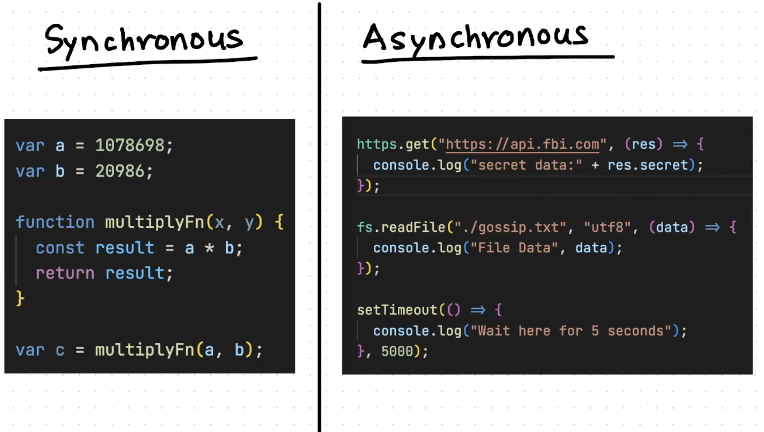 Synchronous
var a = 1078698;
var b = 20986;
function multiplyFn(x, y) {
const result = a * b;
return result;
}
var c = multiplyFn(a, b);
Asynchronous
https.get("https://api.fbi.com", (res) => {
console.log("secret data:" + res.secret);
});
fs.readFile("./gossip.txt", "utf8", (data) => {
console.log("File Data", data);
});
setTimeout(() => {
console.log("Wait here for 5 seconds");
}, 5000);